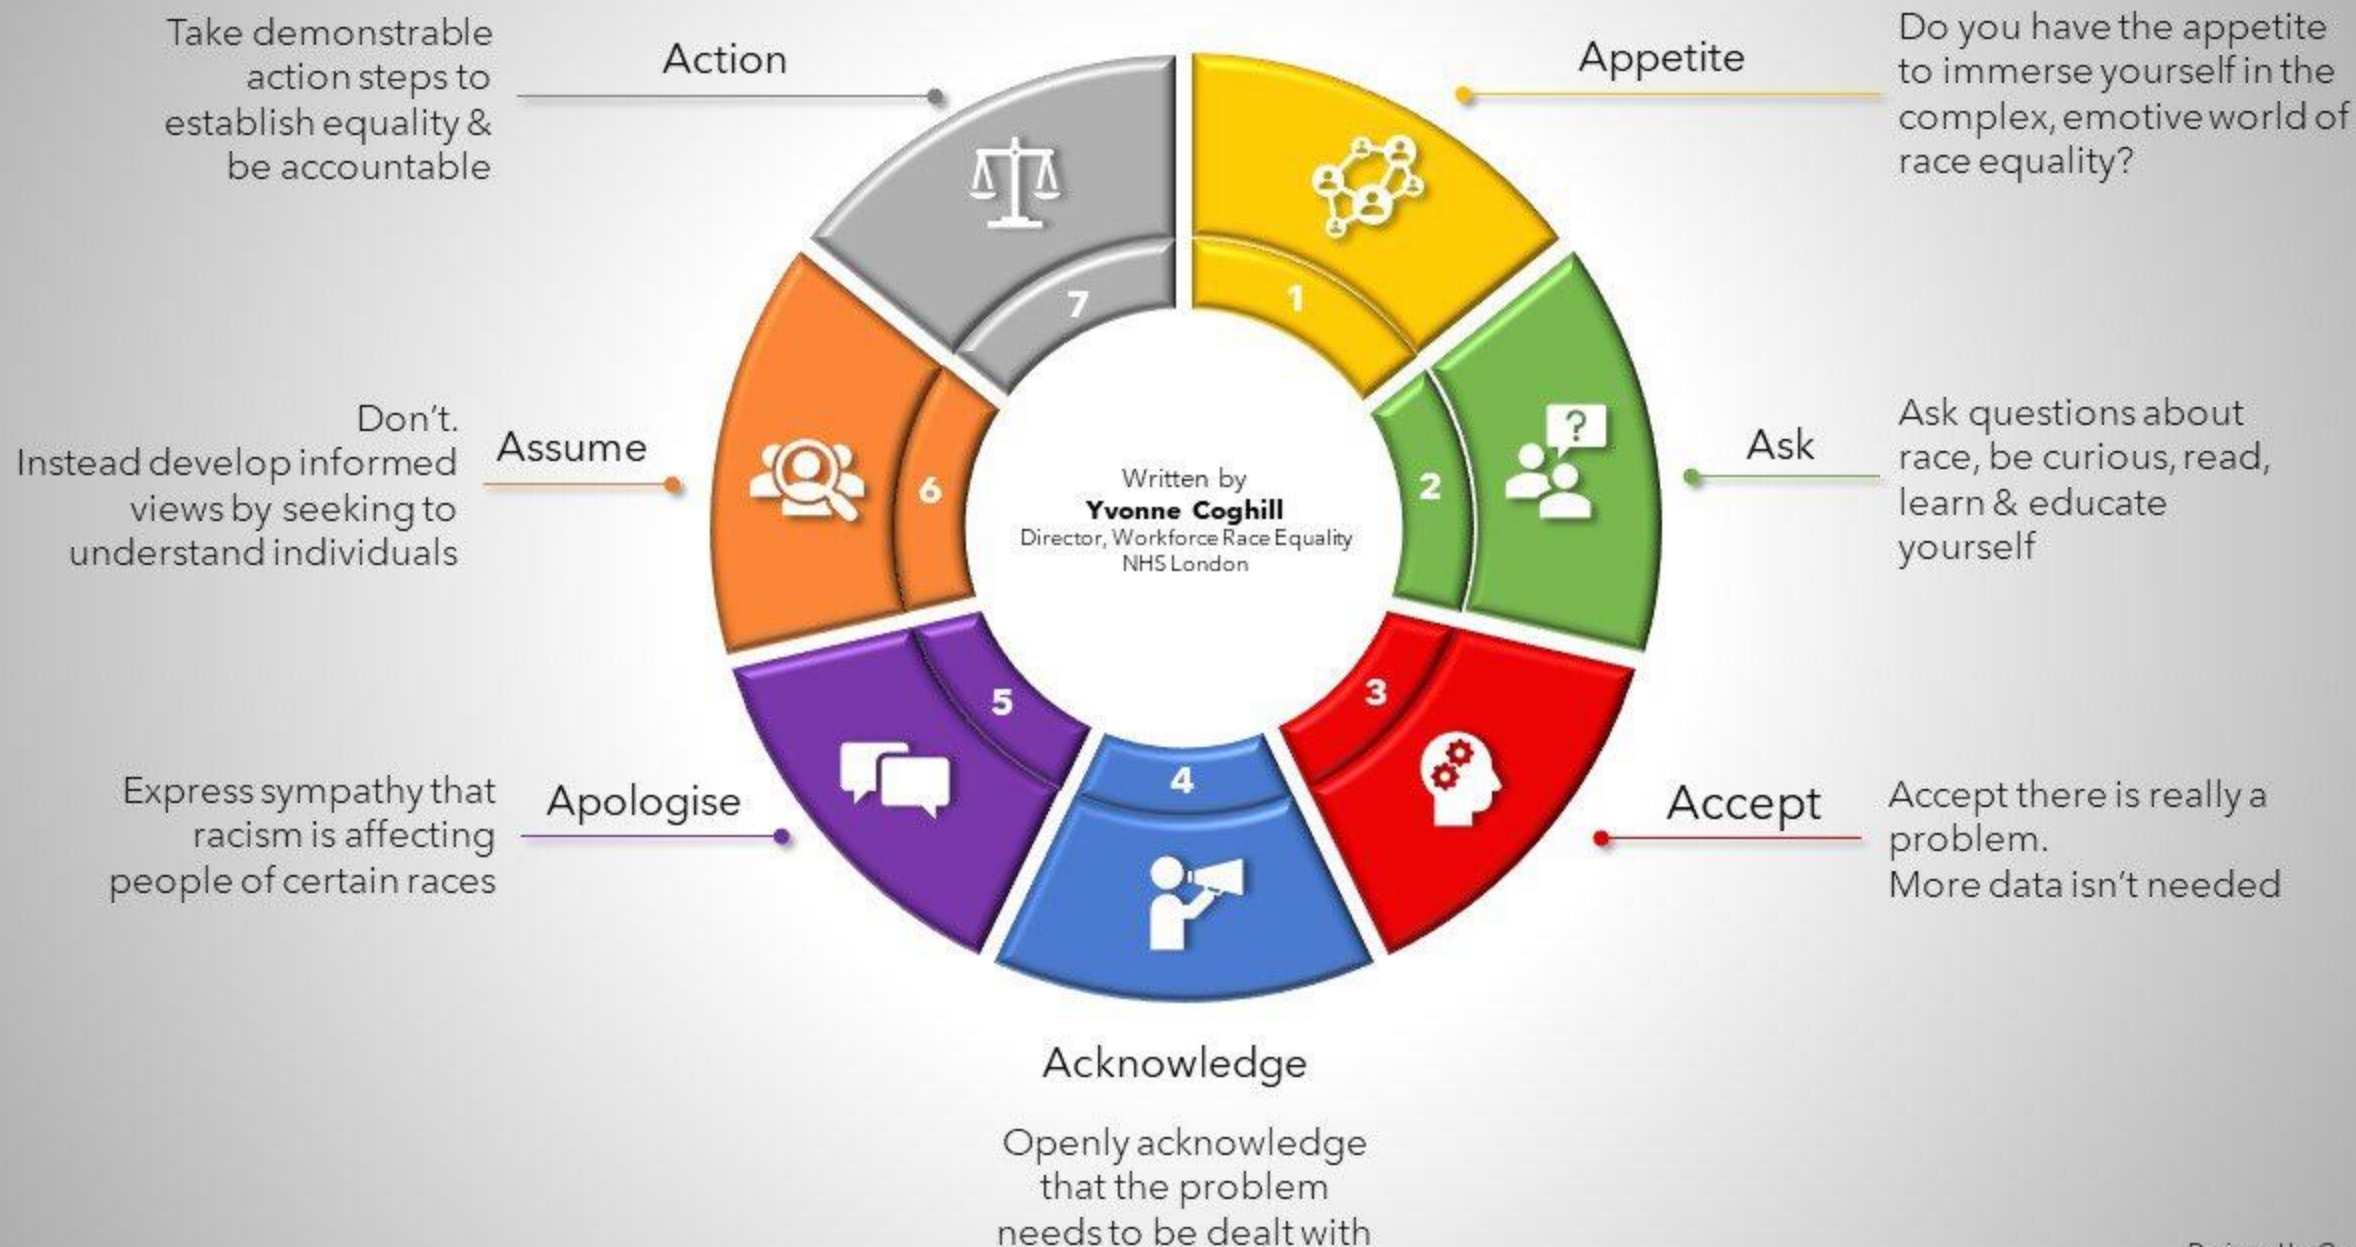 Action
Take demonstrable
action steps to
establish equality &
be accountable
Appetite
Do you have the appetite
to immerse yourself in the
complex, emotive world of
race equality?
7
1
Assume
Don't.
Instead develop informed
views by seeking to
understand individuals
6
Written by
Yvonne Coghill
Director, Workforce Race Equality
NHS London
2
?
Ask
Ask questions about
race, be curious, read,
learn & educate
yourself
5
3
4
Apologise
Express sympathy that
racism is affecting
people of certain races
Accept
Accept there is really a
problem.
More data isn't needed
Acknowledge
Openly acknowledge
that the problem
needs to be dealt with